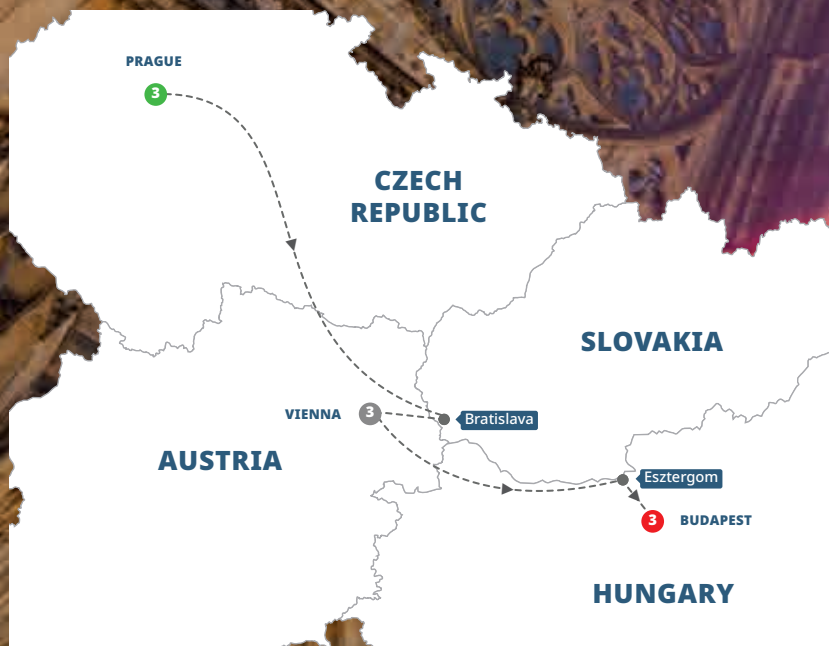 PRAGUE
3
CZECH
REPUBLIC
SLOVAKIA
VIENNA
3
Bratislava
AUSTRIA
Esztergom
3
BUDAPEST
HUNGARY